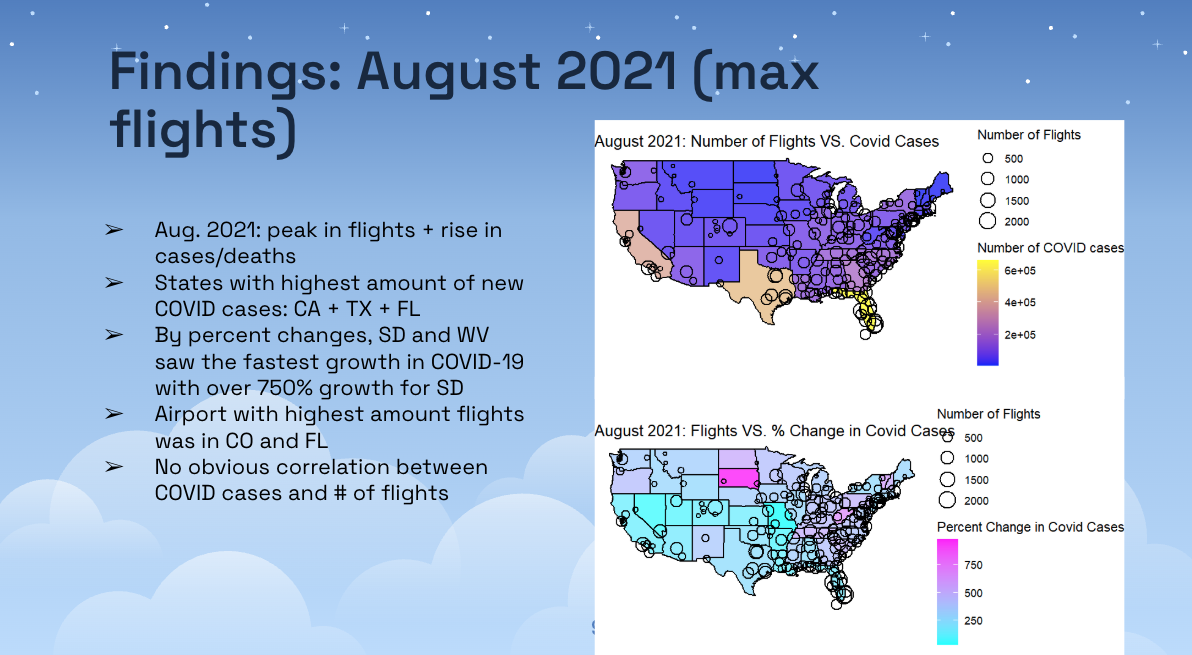 Findings: August 2021 (max
flights)
➢ Aug. 2021: peak in flights + rise in
cases/deaths
➢ States with highest amount of new
COVID cases: CA + TX + FL
➢ By percent changes, SD and WV
saw the fastest growth in COVID-19
with over 750% growth for SD
➢ Airport with highest amount flights
was in CO and FL
➢ No obvious correlation between
COVID cases and # of flights
August 2021: Number of Flights VS. Covid Cases
Number of Flights
500
1000
1500
2000
Number of COVID cases
6e+05
4e+05
2e+05
August 2021: Flights VS. % Change in Covid Cases
Number of Flights
500
1000
1500
2000
Percent Change in Covid Cases
750
500
250